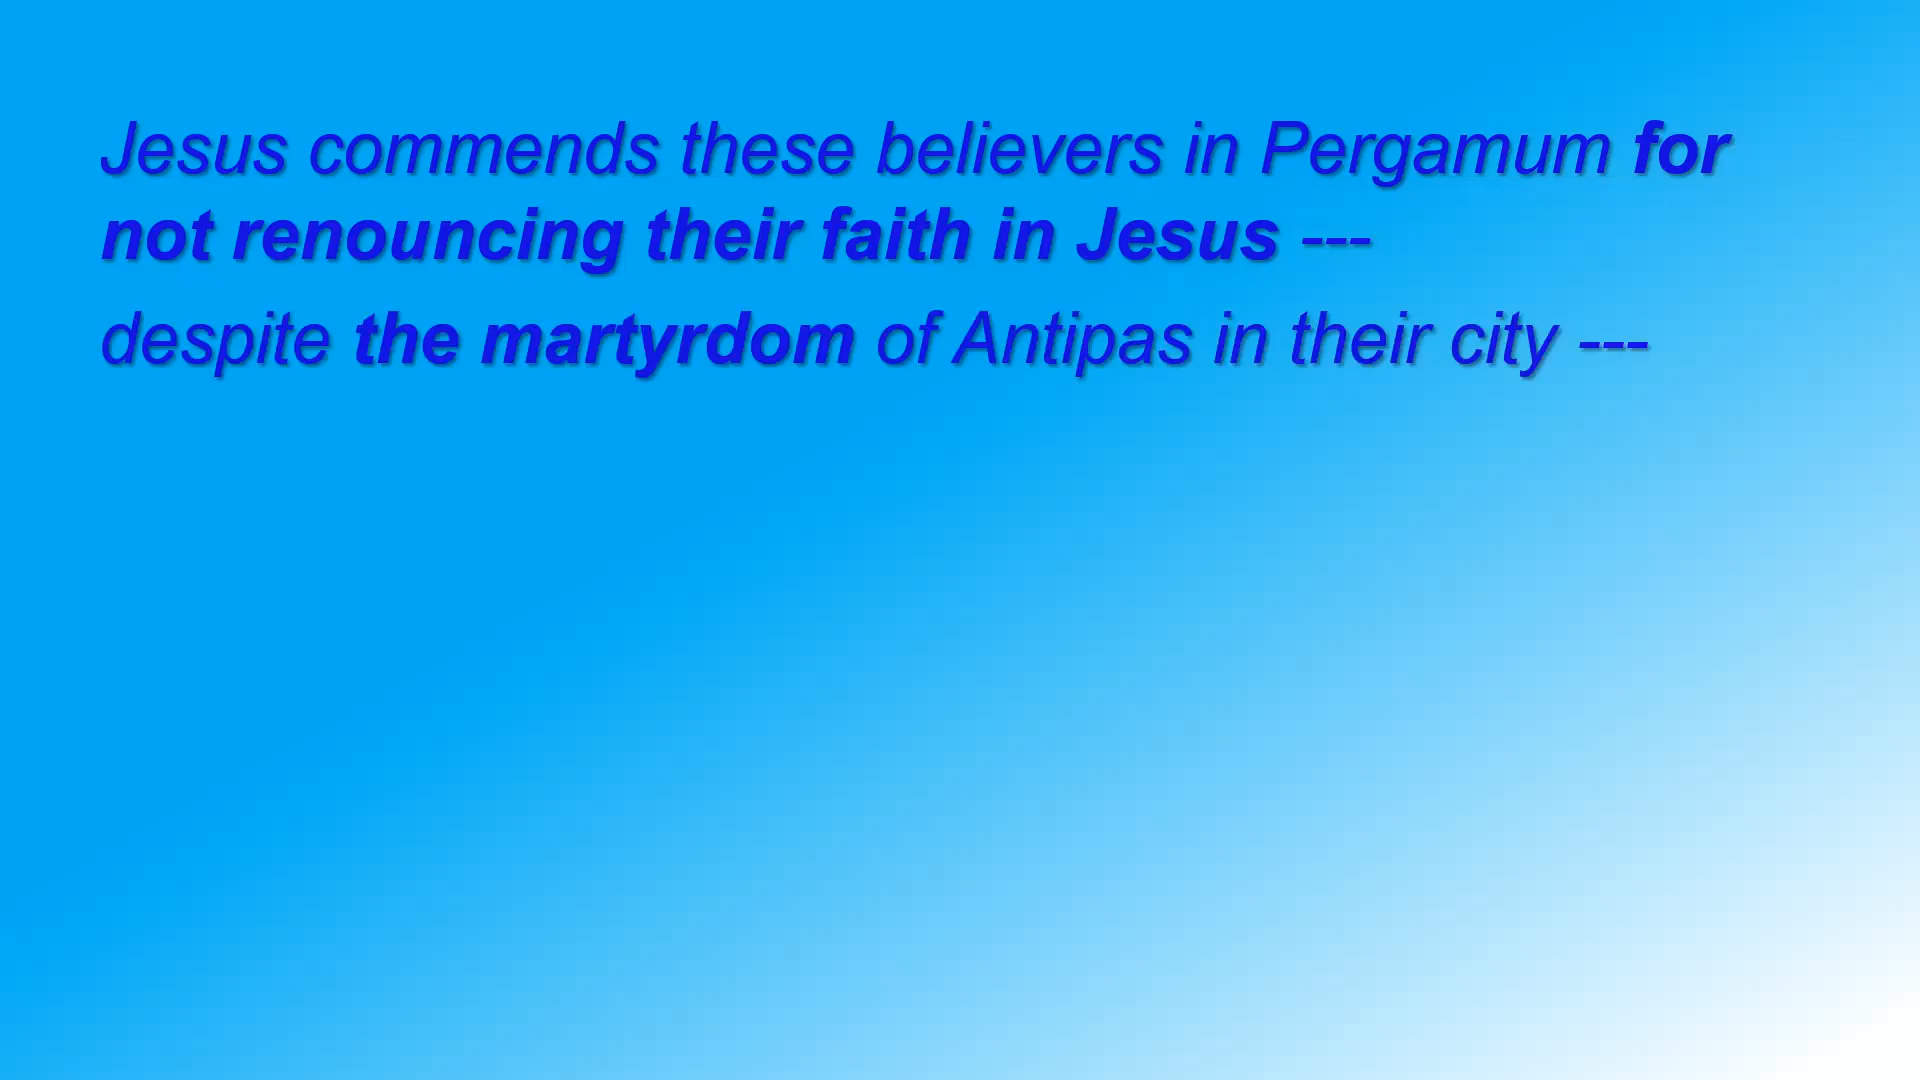 Jesus commends these believers in Pergamum for
not renouncing their faith in Jesus ---
despite the martyrdom of Antipas in their city ---